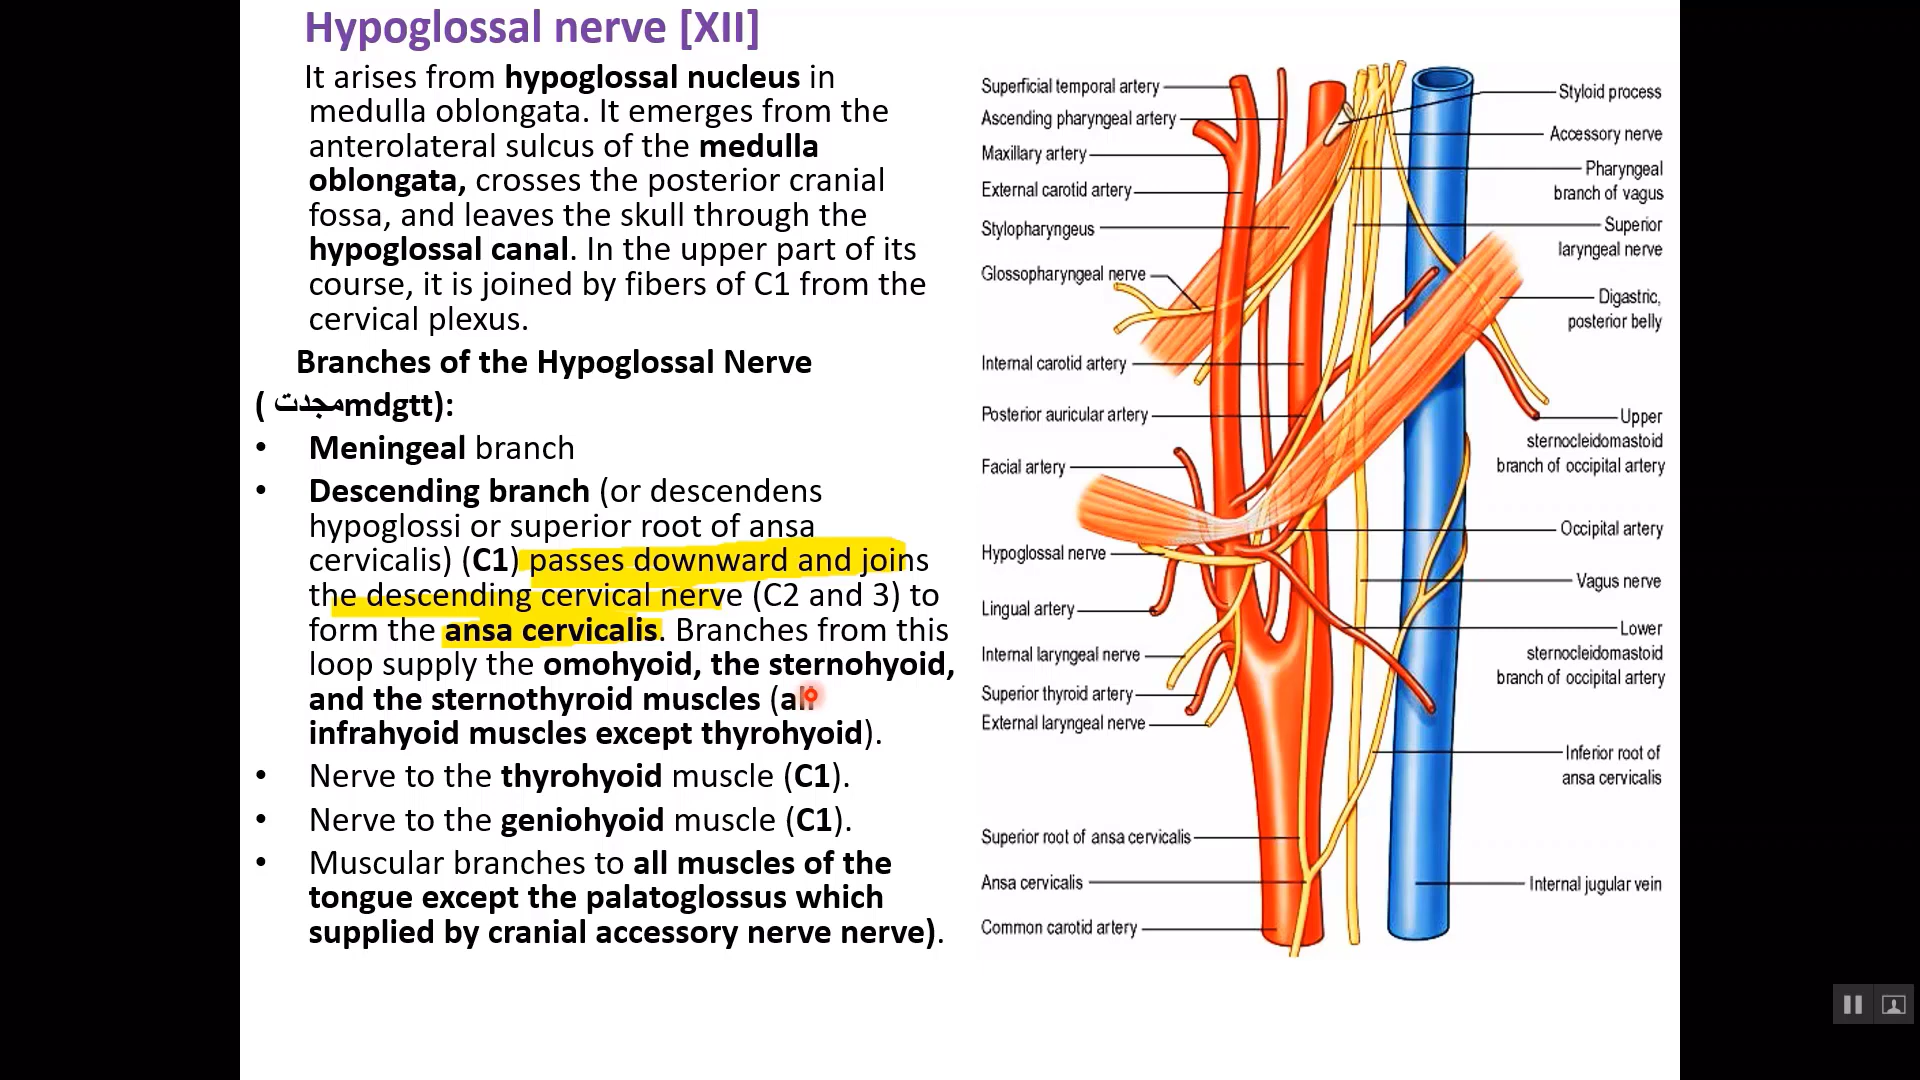 Hypoglossal nerve [XII]
It arises from hypoglossal nucleus in
medulla oblongata. It emerges from the
anterolateral sulcus of the medulla
oblongata, crosses the posterior cranial
fossa, and leaves the skull through the
hypoglossal canal. In the upper part of its
course, it is joined by fibers of C1 from the
cervical plexus.
Branches of the Hypoglossal Nerve
( مجدتmdgtt):
• Meningeal branch
• Descending branch (or descendens
hypoglossi or superior root of ansa
cervicalis) (C1) passes downward and joins
the descending cervical nerve (C2 and 3) to
form the ansa cervicalis. Branches from this
loop supply the omohyoid, the sternohyoid,
and the sternothyroid muscles (all
infrahyoid muscles except thyrohyoid).
• Nerve to the thyrohyoid muscle (C1).
• Nerve to the geniohyoid muscle (C1).
• Muscular branches to all muscles of the
tongue except the palatoglossus which
supplied by cranial accessory nerve nerve).
Superficial temporal artery
Ascending pharyngeal artery
Maxillary artery
External carotid artery
Stylopharyngeus
Glossopharyngeal nerve
Internal carotid artery
Posterior auricular artery
Facial artery
Hypoglossal nerve
Lingual artery
Internal laryngeal nerve
Superior thyroid artery
External laryngeal nerve
Superior root of ansa cervicalis
Ansa cervicalis
Common carotid artery
Styloid process
Accessory nerve
Pharyngeal
branch of vagus
Superior
laryngeal nerve
Digastric,
posterior belly
Upper
sternocleidomastoid
branch of occipital artery
Occipital artery
Vagus nerve
Lower
sternocleidomastoid
branch of occipital artery
Inferior root of
ansa cervicalis
Internal jugular vein